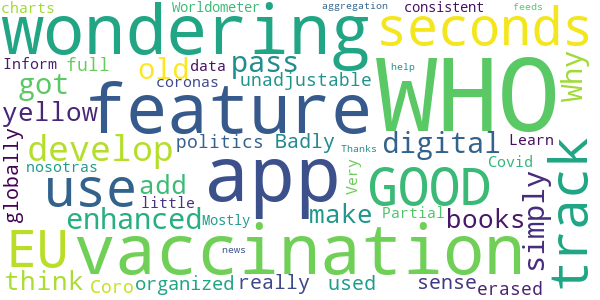 charts Worldometer aggregation consistent feeds
wondering seconds
Inform full old data pass WHO help Why
got coronas unadjustable
yellow feature
develop politics Badly digital Learn
globally nosotras Thanks Covid
use add app Very GOOD simply track
little
enhanced Mostly make Partial books
EU news vaccination
think Coro organized really used sense erased